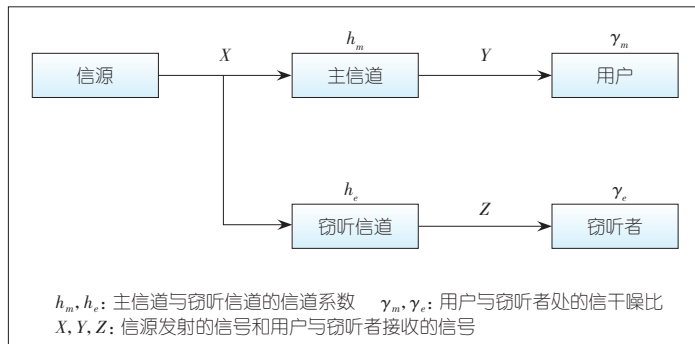 h_m γ_m
信源 X 主信道 Y 用户
h_e γ_e
窃听信道 Z 窃听者
h_m, h_e: 主信道与窃听信道的信道系数 γ_m, γ_e: 用户与窃听者处的信干噪比
X, Y, Z: 信源发射的信号和用户与窃听者接收的信号